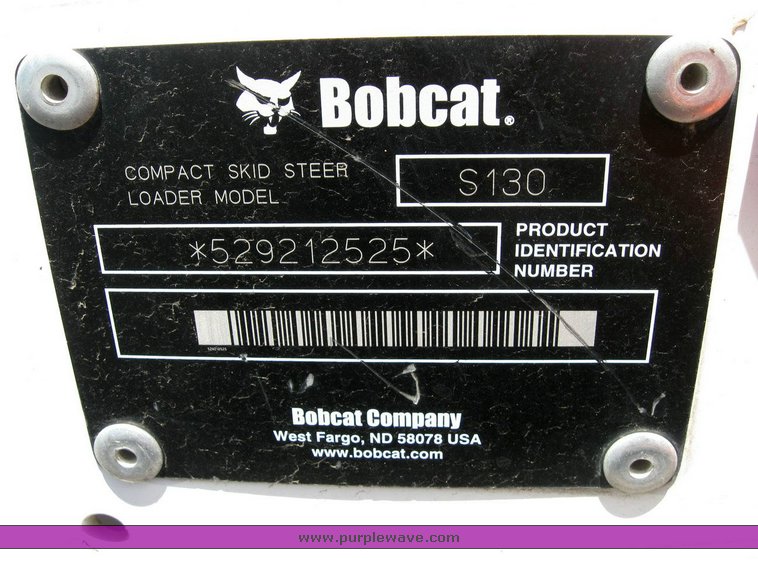 Bobcat®
COMPACT SKID STEER
LOADER MODEL
S130
*529212525*
PRODUCT
IDENTIFICATION
NUMBER
Bobcat Company
West Fargo, ND 58078 USA
www.bobcat.com
www.purplewave.com